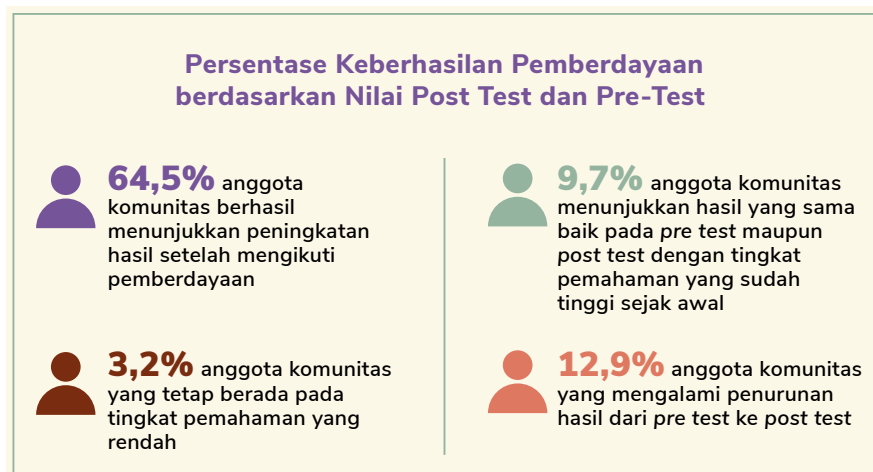 Persentase Keberhasilan Pemberdayaan
berdasarkan Nilai Post Test dan Pre-Test
64,5% anggota
komunitas berhasil
menunjukkan peningkatan
hasil setelah mengikuti
pemberdayaan
9,7% anggota komunitas
menunjukkan hasil yang sama
baik pada pre test maupun
post test dengan tingkat
pemahaman yang sudah
tinggi sejak awal
3,2% anggota komunitas
yang tetap berada pada
tingkat pemahaman yang
rendah
12,9% anggota komunitas
yang mengalami penurunan
hasil dari pre test ke post test